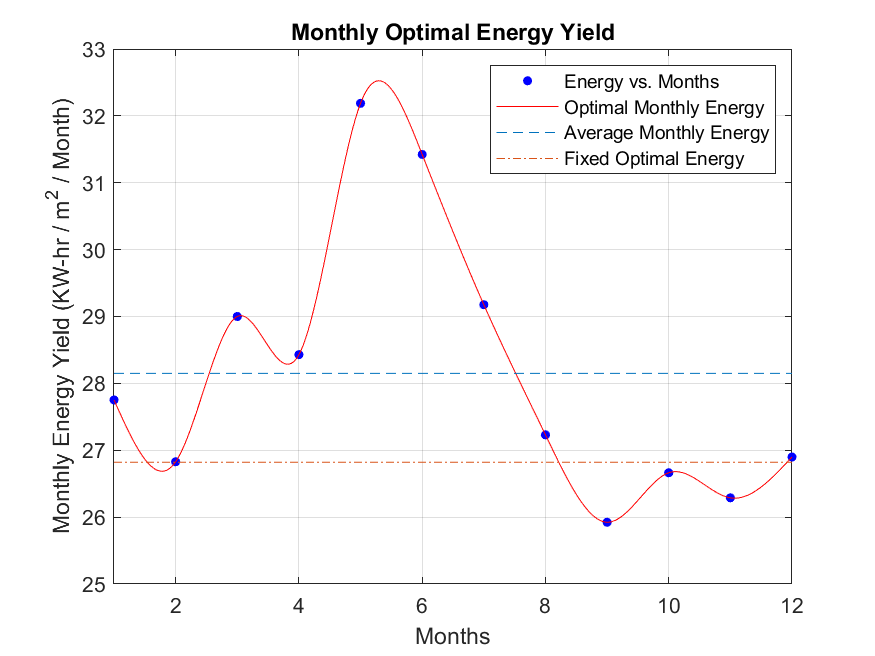 Monthly Optimal Energy Yield
Monthly Energy Yield (KW-hr / m² / Month)
33
32
31
30
29
28
27
26
25
Energy vs. Months
Optimal Monthly Energy
Average Monthly Energy
Fixed Optimal Energy
2 4 6 8 10 12
Months